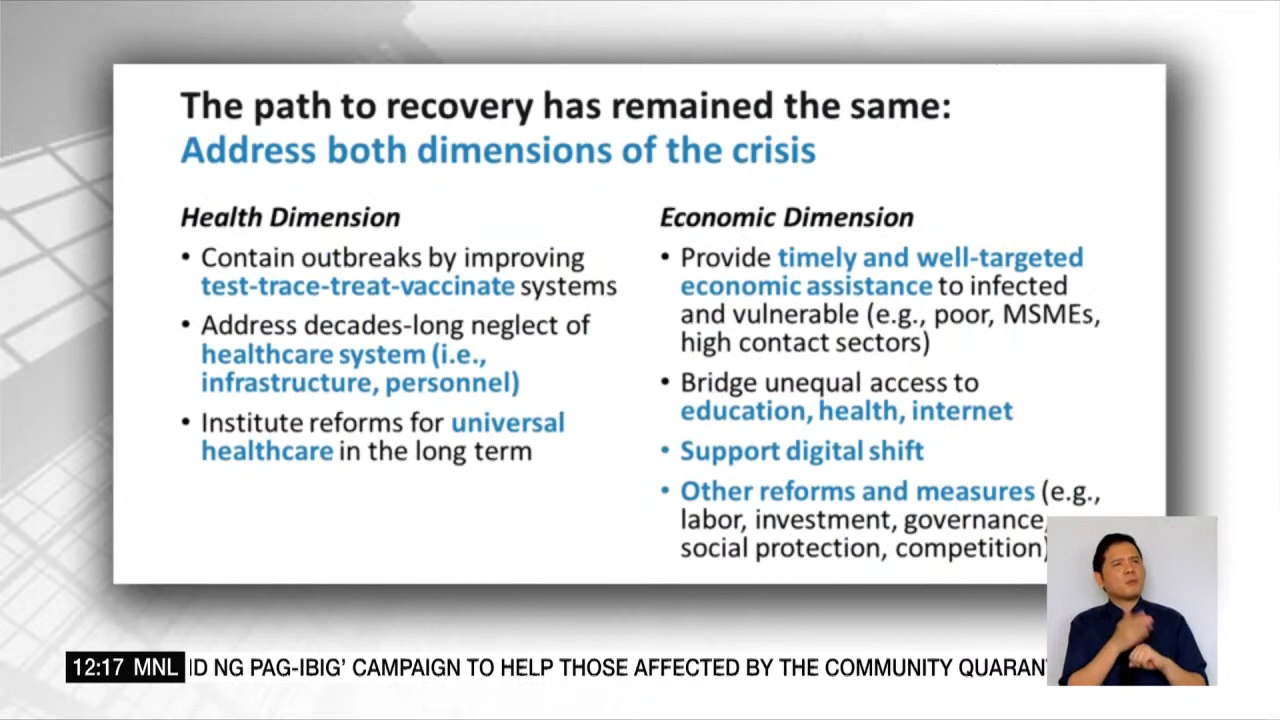 The path to recovery has remained the same:
Address both dimensions of the crisis
Health Dimension
• Contain outbreaks by improving
test-trace-treat-vaccinate systems
• Address decades-long neglect of
healthcare system (i.e.,
infrastructure, personnel)
• Institute reforms for universal
healthcare in the long term
Economic Dimension
• Provide timely and well-targeted
economic assistance to infected
and vulnerable (e.g., poor, MSMEs,
high contact sectors)
• Bridge unequal access to
education, health, internet
• Support digital shift
• Other reforms and measures (e.g.,
labor, investment, governance,
social protection, competition)
12:17 MNL
NG PAG-IBIG’ CAMPAIGN TO HELP THOSE AFFECTED BY THE COMMUNITY